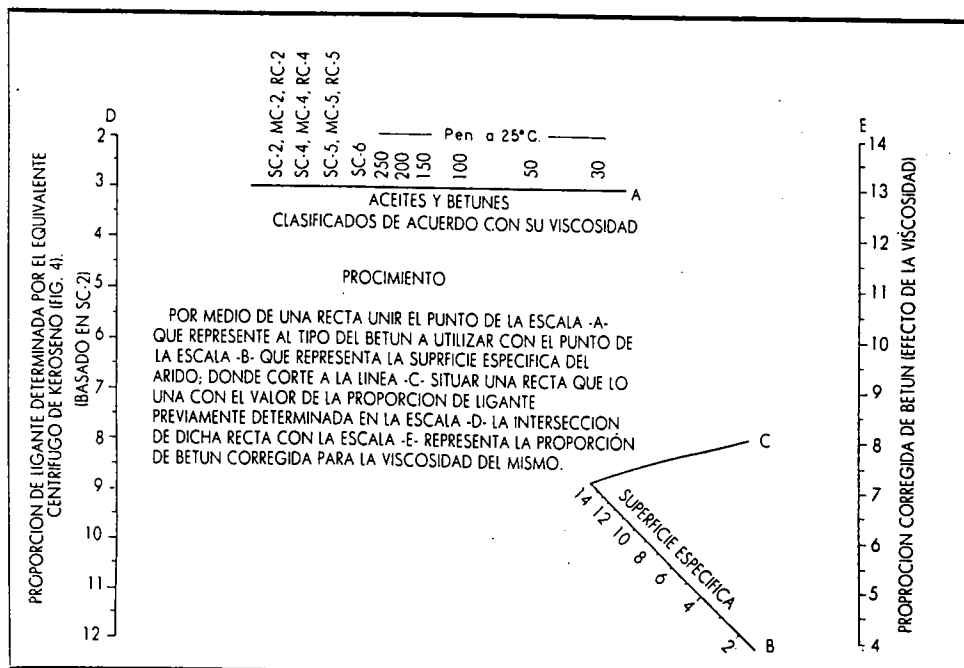 D
PROPORCION DE LIGANTE DETERMINADA POR EL EQUIVALENTE
CENTRIFUGO DE KEROSENO (FIG. 4).
(BASADO EN SC-2)
2
3
4
5
6
7
8
9
10
11
12
SC-2, MC-2, RC-2
SC-4, MC-4, RC-4
SC-5, MC-5, RC-5
SC-6
Pen a 25°C.
250
200
150
100
50
30
A
ACEITES Y BETUNES
CLASIFICADOS DE ACUERDO CON SU VISCOSIDAD
PROCIMIENTO
POR MEDIO DE UNA RECTA UNIR EL PUNTO DE LA ESCALA -A-
QUE REPRESENTE AL TIPO DEL BETUN A UTILIZAR CON EL PUNTO DE
LA ESCALA -B- QUE REPRESENTA LA SUPRFICIE ESPECIFICA DEL
ARIDO; DONDE CORTE A LA LINEA -C- SITUAR UNA RECTA QUE LO
UNA CON EL VALOR DE LA PROPORCION DE LIGANTE
PREVIAMENTE DETERMINADA EN LA ESCALA -D- LA INTERSECCION
DE DICHA RECTA CON LA ESCALA -E- REPRESENTA LA PROPORCIÓN
DE BETUN CORREGIDA PARA LA VISCOSIDAD DEL MISMO.
C
SUPERFICIE ESPECIFICA
14
12
10
8
6
4
2
B
E
14
13
12
11
10
9
8
7
6
5
4
PROPROCION CORREGIDA DE BETUN (EFECTO DE LA VISCOSIDAD)